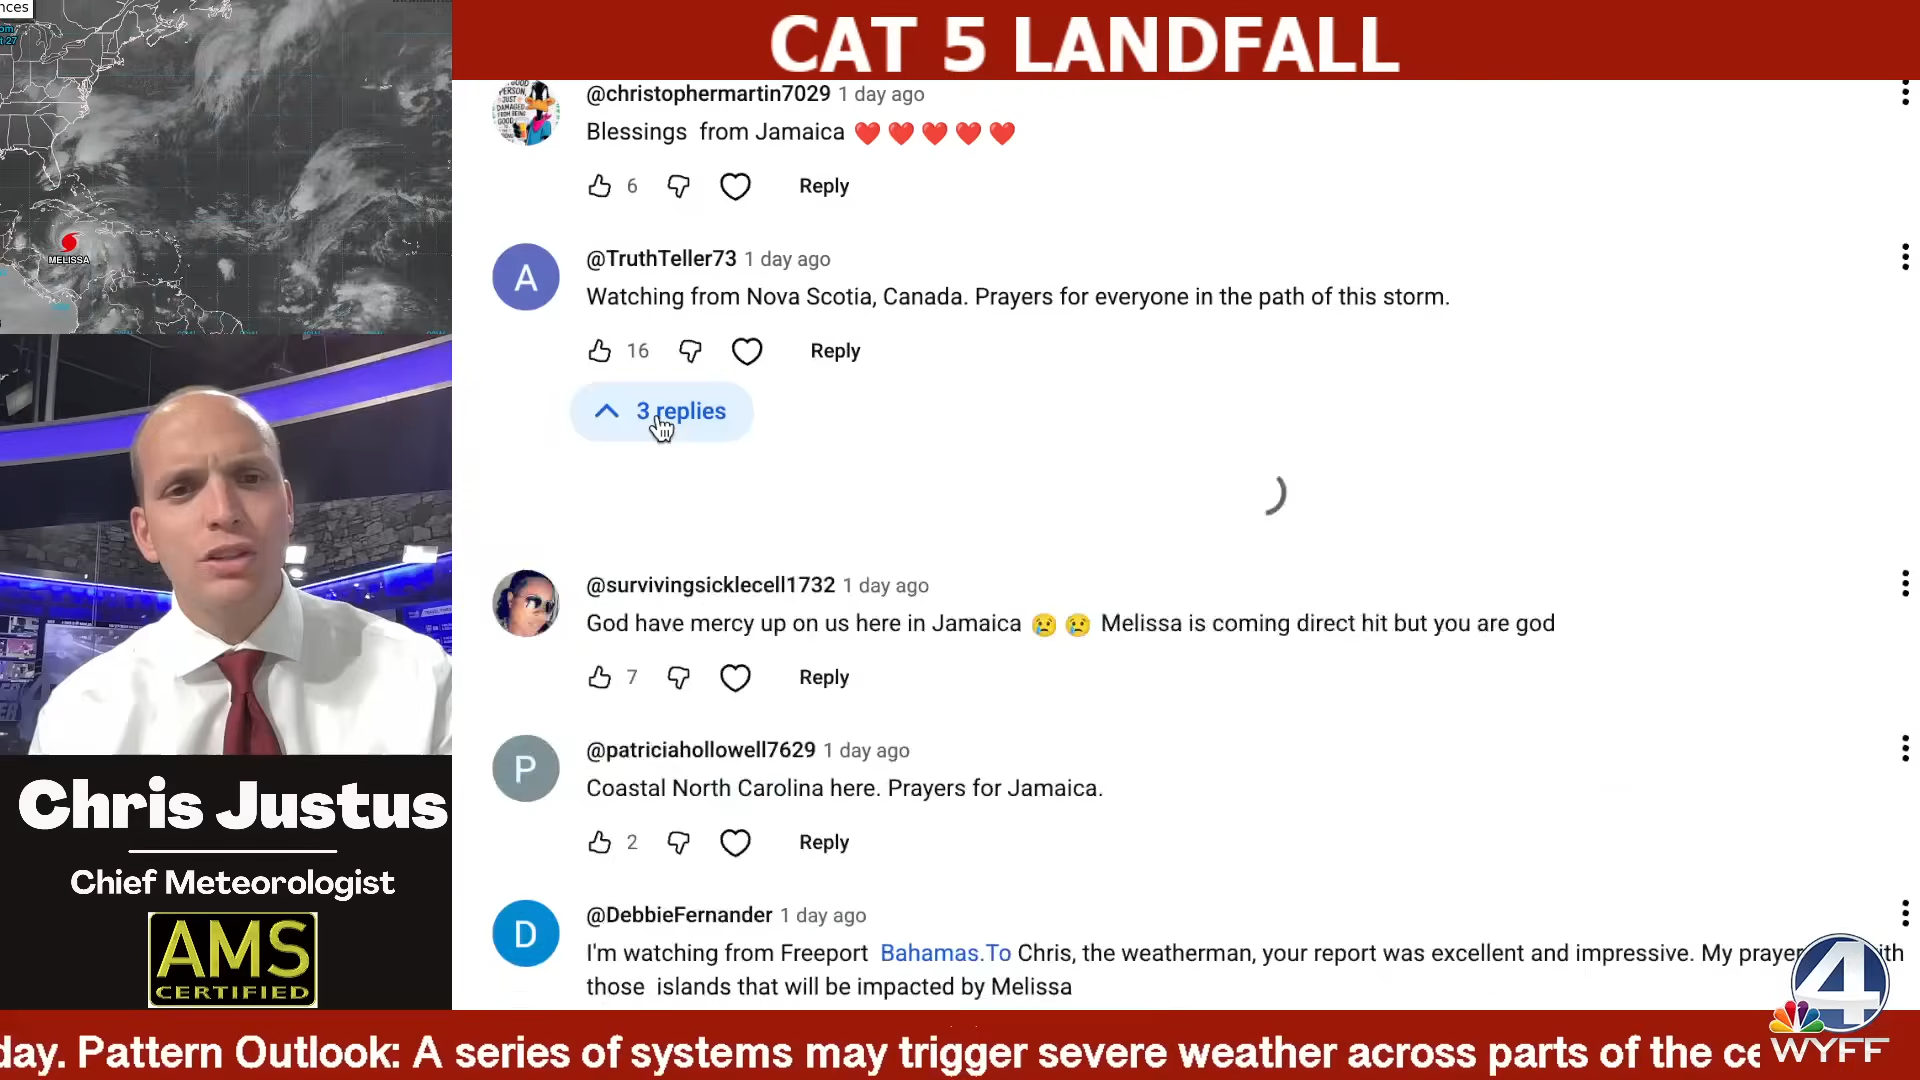 nces
CAT 5 LANDFALL
@christophermartin7029 1 day ago
Blessings from Jamaica ❤️ ❤️ ❤️ ❤️ ❤️
6 Reply
A
@TruthTeller73 1 day ago
Watching from Nova Scotia, Canada. Prayers for everyone in the path of this storm.
16 Reply
3 replies
MELISSA
@survivingsicklecell1732 1 day ago
God have mercy up on us here in Jamaica 😢 😢 Melissa is coming direct hit but you are god
7 Reply
P
@patriciahollowell7629 1 day ago
Coastal North Carolina here. Prayers for Jamaica.
2 Reply
D
@DebbieFernander 1 day ago
I'm watching from Freeport Bahamas.To Chris, the weatherman, your report was excellent and impressive. My prayer ith
those islands that will be impacted by Melissa
Chris Justus
Chief Meteorologist
AMS
CERTIFIED
day. Pattern Outlook: A series of systems may trigger severe weather across parts of the ce
4
WYFF